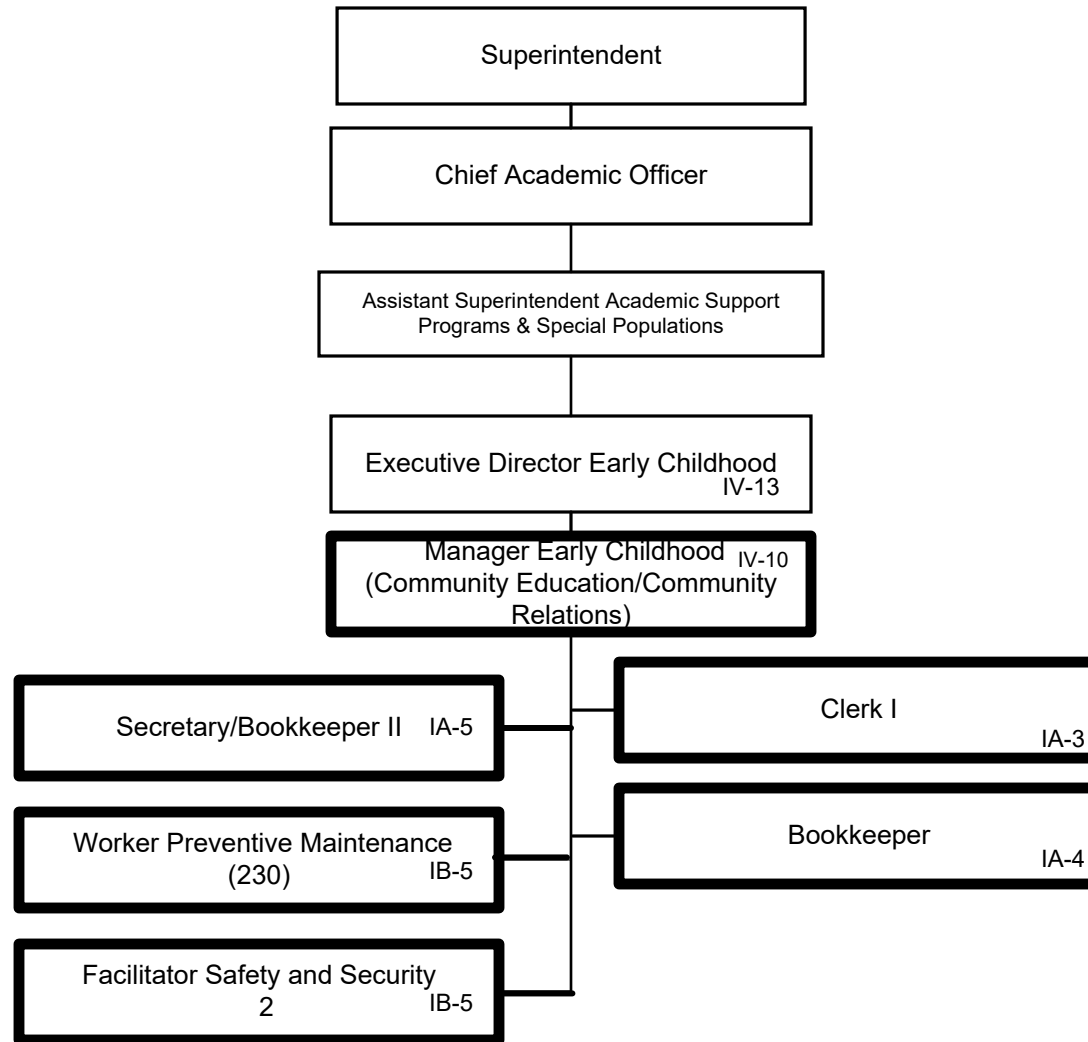 Superintendent
Chief Academic Officer
Assistant Superintendent Academic Support
Programs & Special Populations
Executive Director Early Childhood
IV-13
Manager Early Childhood IV-10
(Community Education/Community
Relations)
Secretary/Bookkeeper II IA-5
Clerk I
IA-3
Worker Preventive Maintenance
(230) IB-5
Bookkeeper
IA-4
Facilitator Safety and Security
2 IB-5